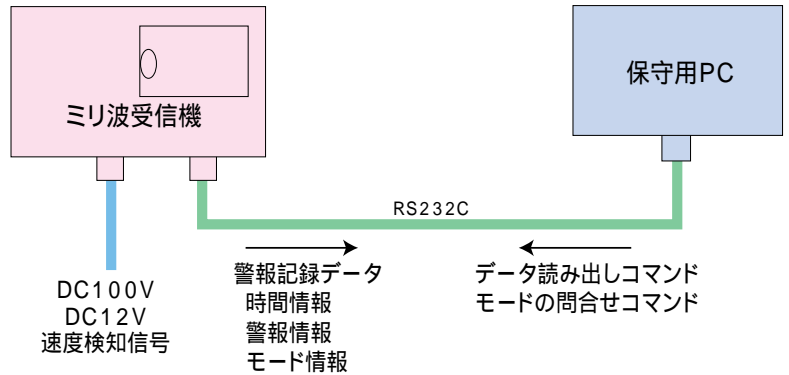 ミリ波受信機
保守用PC
RS232C
警報記録データ
時間情報
警報情報
モード情報
データ読み出しコマンド
モードの問合せコマンド
DC100V
DC12V
速度検知信号